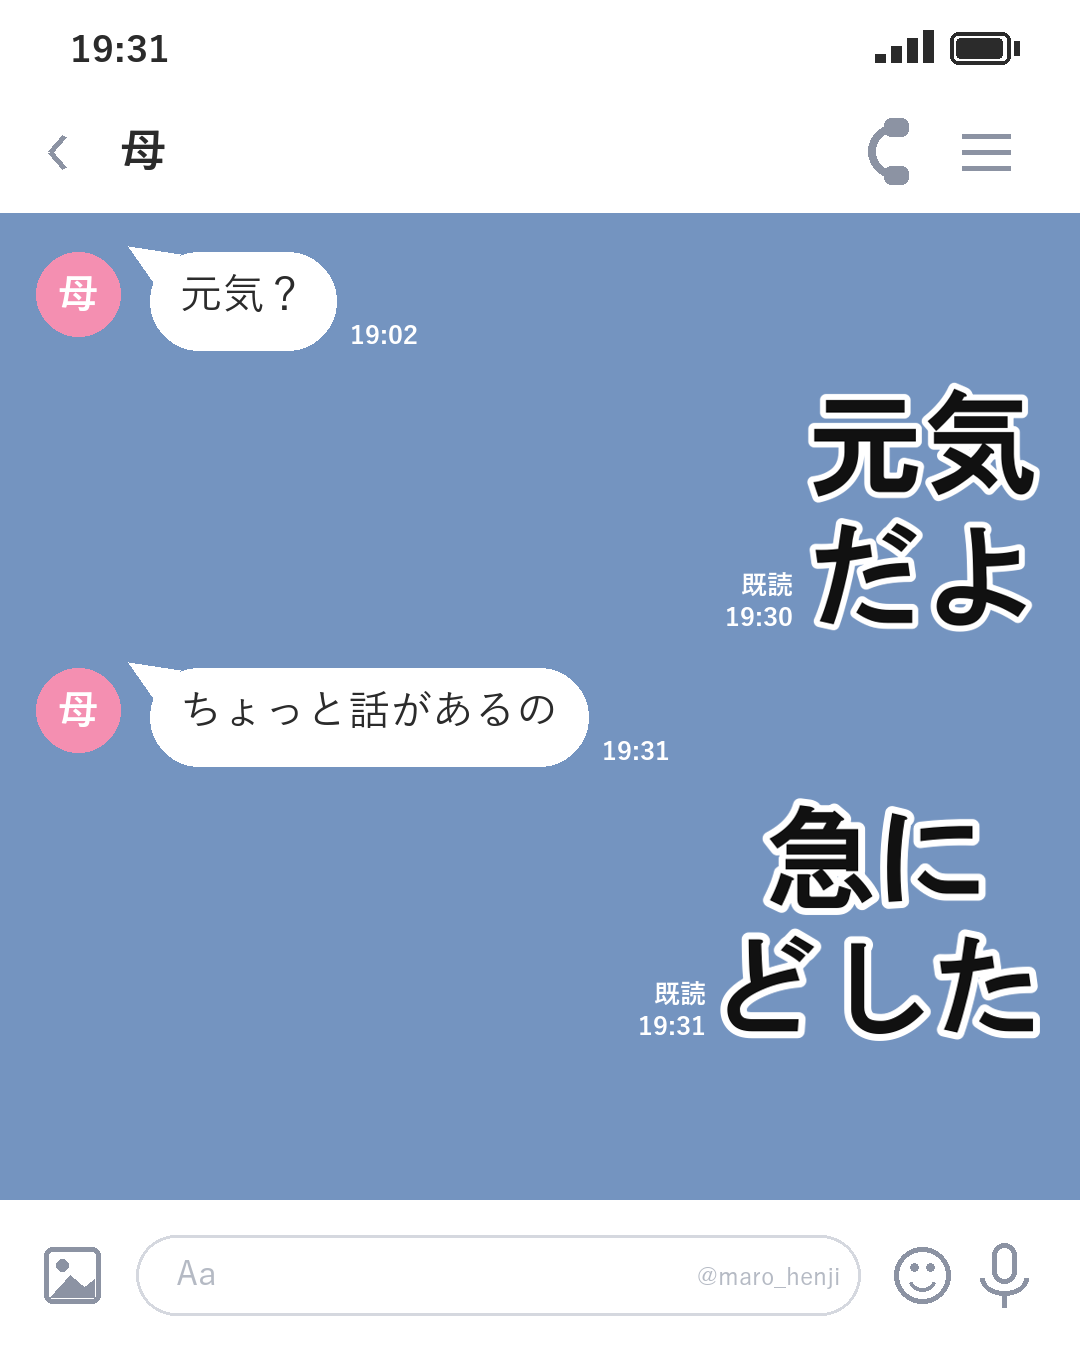 19:31
母
母
元気？
19:02
元気
だよ
既読
19:30
母
ちょっと話があるの
19:31
急に
どした
既読
19:31
Aa
@maro_henji